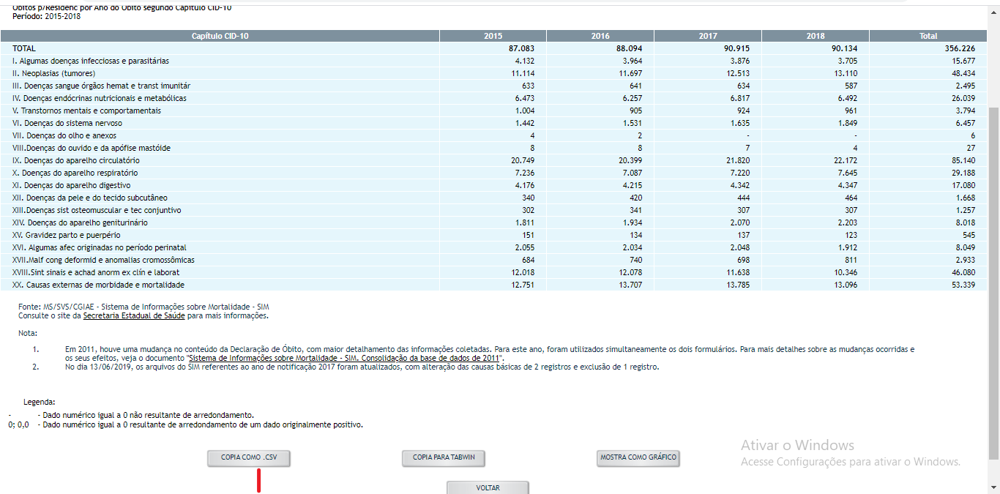 Óbitos p/Residênc por Ano do Óbito segundo Capítulo CID-10
Período: 2015-2018
Capítulo CID-10 2015 2016 2017 2018 Total
TOTAL 87.083 88.094 90.915 90.134 356.226
I. Algumas doenças infecciosas e parasitárias 4.132 3.964 3.876 3.705 15.677
II. Neoplasias (tumores) 11.114 11.697 12.513 13.110 48.434
III. Doenças sangue órgãos hemat e transt imunitár 633 641 634 587 2.495
IV. Doenças endócrinas nutricionais e metabólicas 6.473 6.257 6.817 6.492 26.039
V. Transtornos mentais e comportamentais 1.004 905 924 961 3.794
VI. Doenças do sistema nervoso 1.442 1.531 1.635 1.849 6.457
VII. Doenças do olho e anexos 4 2 - - 6
VIII.Doenças do ouvido e da apófise mastóide 8 8 7 4 27
IX. Doenças do aparelho circulatório 20.749 20.399 21.820 22.172 85.140
X. Doenças do aparelho respiratório 7.236 7.087 7.220 7.645 29.188
XI. Doenças do aparelho digestivo 4.176 4.215 4.342 4.347 17.080
XII. Doenças da pele e do tecido subcutâneo 340 420 444 464 1.668
XIII.Doenças sist osteomuscular e tec conjuntivo 302 341 307 307 1.257
XIV. Doenças do aparelho geniturinário 1.811 1.934 2.070 2.203 8.018
XV. Gravidez parto e puerpério 151 134 137 123 545
XVI. Algumas afec originadas no período perinatal 2.055 2.034 2.048 1.912 8.049
XVII.Malf cong deformid e anomalias cromossômicas 684 740 698 811 2.933
XVIII.Sint sinais e achad anorm ex clín e laborat 12.018 12.078 11.638 10.346 46.080
XX. Causas externas de morbidade e mortalidade 12.751 13.707 13.785 13.096 53.339
Fonte: MS/SVS/CGIAE - Sistema de Informações sobre Mortalidade - SIM
Consulte o site da Secretaria Estadual de Saúde para mais informações.
Nota:
1. Em 2011, houve uma mudança no conteúdo da Declaração de Óbito, com maior detalhamento das informações coletadas. Para este ano, foram utilizados simultaneamente os dois formulários. Para mais detalhes sobre as mudanças ocorridas e
os seus efeitos, veja o documento "Sistema de Informações sobre Mortalidade - SIM. Consolidação da base de dados de 2011".
2. No dia 13/06/2019, os arquivos do SIM referentes ao ano de notificação 2017 foram atualizados, com alteração das causas básicas de 2 registros e exclusão de 1 registro.
Legenda:
- - Dado numérico igual a 0 não resultante de arredondamento.
0; 0,0 - Dado numérico igual a 0 resultante de arredondamento de um dado originalmente positivo.
COPIA COMO .CSV COPIA PARA TABWIN MOSTRA COMO GRÁFICO
VOLTAR
Ativar o Windows
Acesse Configurações para ativar o Windows.